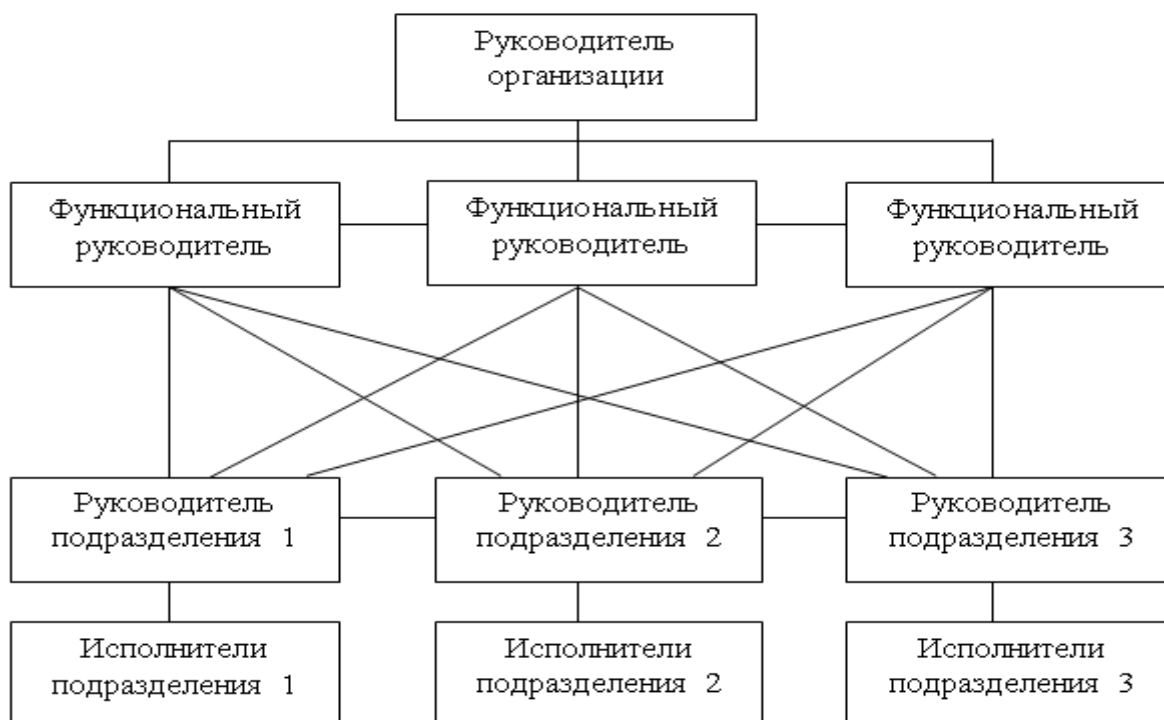 Руководитель
организации
Функциональный
руководитель
Функциональный
руководитель
Функциональный
руководитель
Руководитель
подразделения 1
Руководитель
подразделения 2
Руководитель
подразделения 3
Исполнители
подразделения 1
Исполнители
подразделения 2
Исполнители
подразделения 3